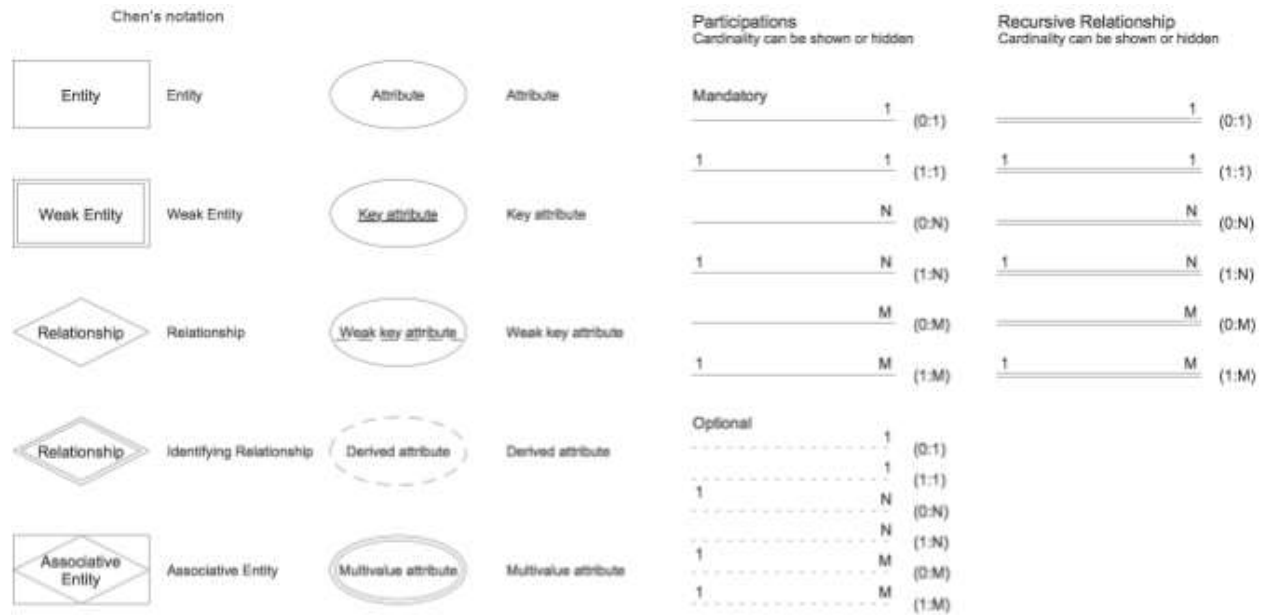 Chen's notation
Entity
Entity
Attribute
Attribute
Weak Entity
Weak Entity
Key attribute
Key attribute
Relationship
Relationship
Weak key attribute
Weak key attribute
Relationship
Identifying Relationship
Derived attribute
Derived attribute
Associative
Entity
Associative Entity
Multivalue attribute
Multivalue attribute
Participations
Cardinality can be shown or hidden
Mandatory
1 (0:1)
1 1 (1:1)
N (0:N)
1 N (1:N)
M (0:M)
1 M (1:M)
Optional
1 (0:1)
1 (1:1)
1 N (0:N)
N (1:N)
1 M (0:M)
1 M (1:M)
Recursive Relationship
Cardinality can be shown or hidden
1 (0:1)
1 1 (1:1)
N (0:N)
1 N (1:N)
M (0:M)
1 M (1:M)